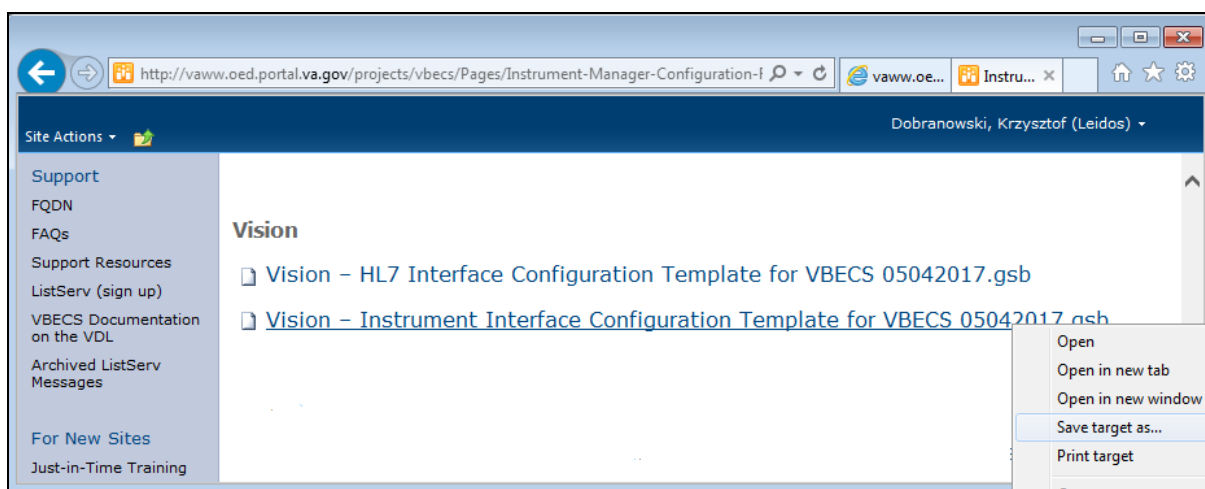 http://vaww.oed.portal.va.gov/projects/vbecs/Pages/Instrument-Manager-Configuration-F
vaww.oe...
Instru...
Site Actions
Dobranowski, Krzysztof (Leidos)
Support
FQDN
FAQs
Support Resources
ListServ (sign up)
VBECS Documentation
on the VDL
Archived ListServ
Messages
For New Sites
Just-in-Time Training
Vision
Vision – HL7 Interface Configuration Template for VBECS 05042017.gsb
Vision – Instrument Interface Configuration Template for VBECS 05042017.gsb
Open
Open in new tab
Open in new window
Save target as...
Print target